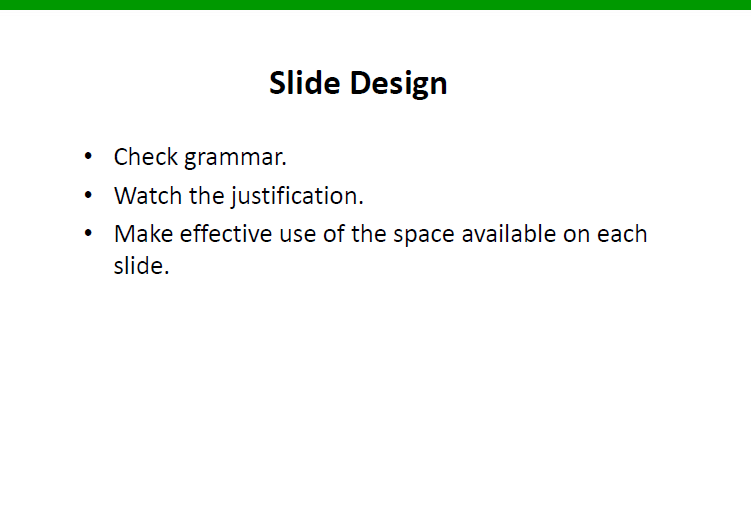 Slide Design
• Check grammar.
• Watch the justification.
• Make effective use of the space available on each
slide.